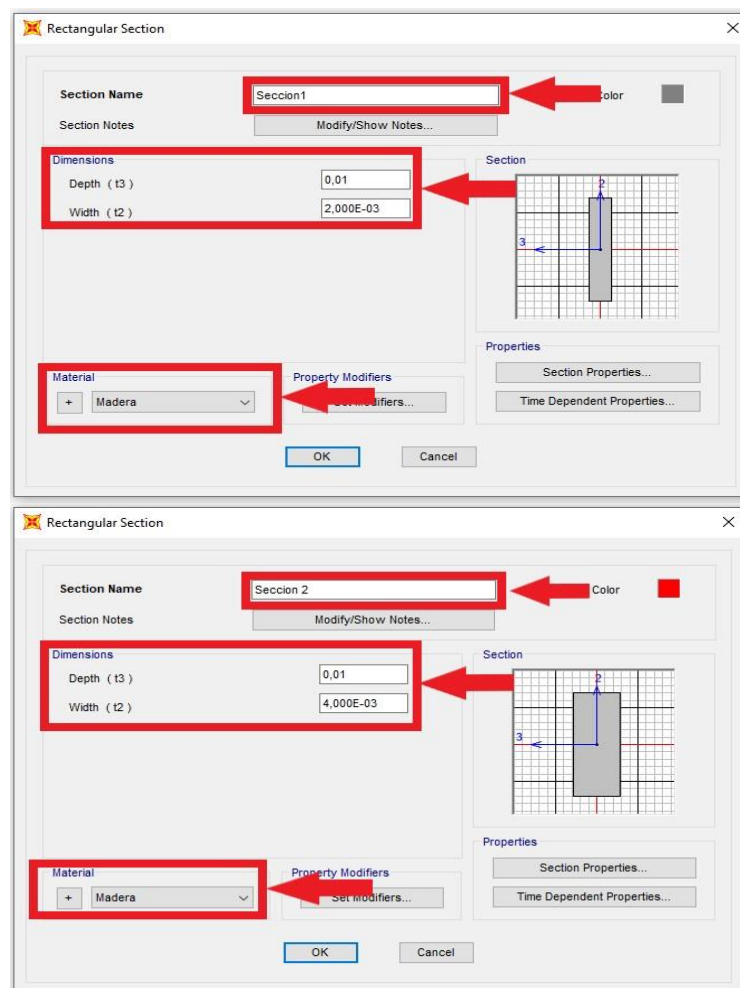 Rectangular Section
Section Name Seccion1 Color
Section Notes Modify/Show Notes...
Dimensions Section
Depth ( t3 ) 0,01
Width ( t2 ) 2,000E-03
2
3
Properties
Material Property Modifiers Section Properties...
+ Madera Modifiers... Time Dependent Properties...
OK Cancel
Rectangular Section
Section Name Seccion 2 Color
Section Notes Modify/Show Notes...
Dimensions Section
Depth ( t3 ) 0,01
Width ( t2 ) 4,000E-03
2
3
Properties
Material Property Modifiers Section Properties...
+ Madera Set Modifiers... Time Dependent Properties...
OK Cancel